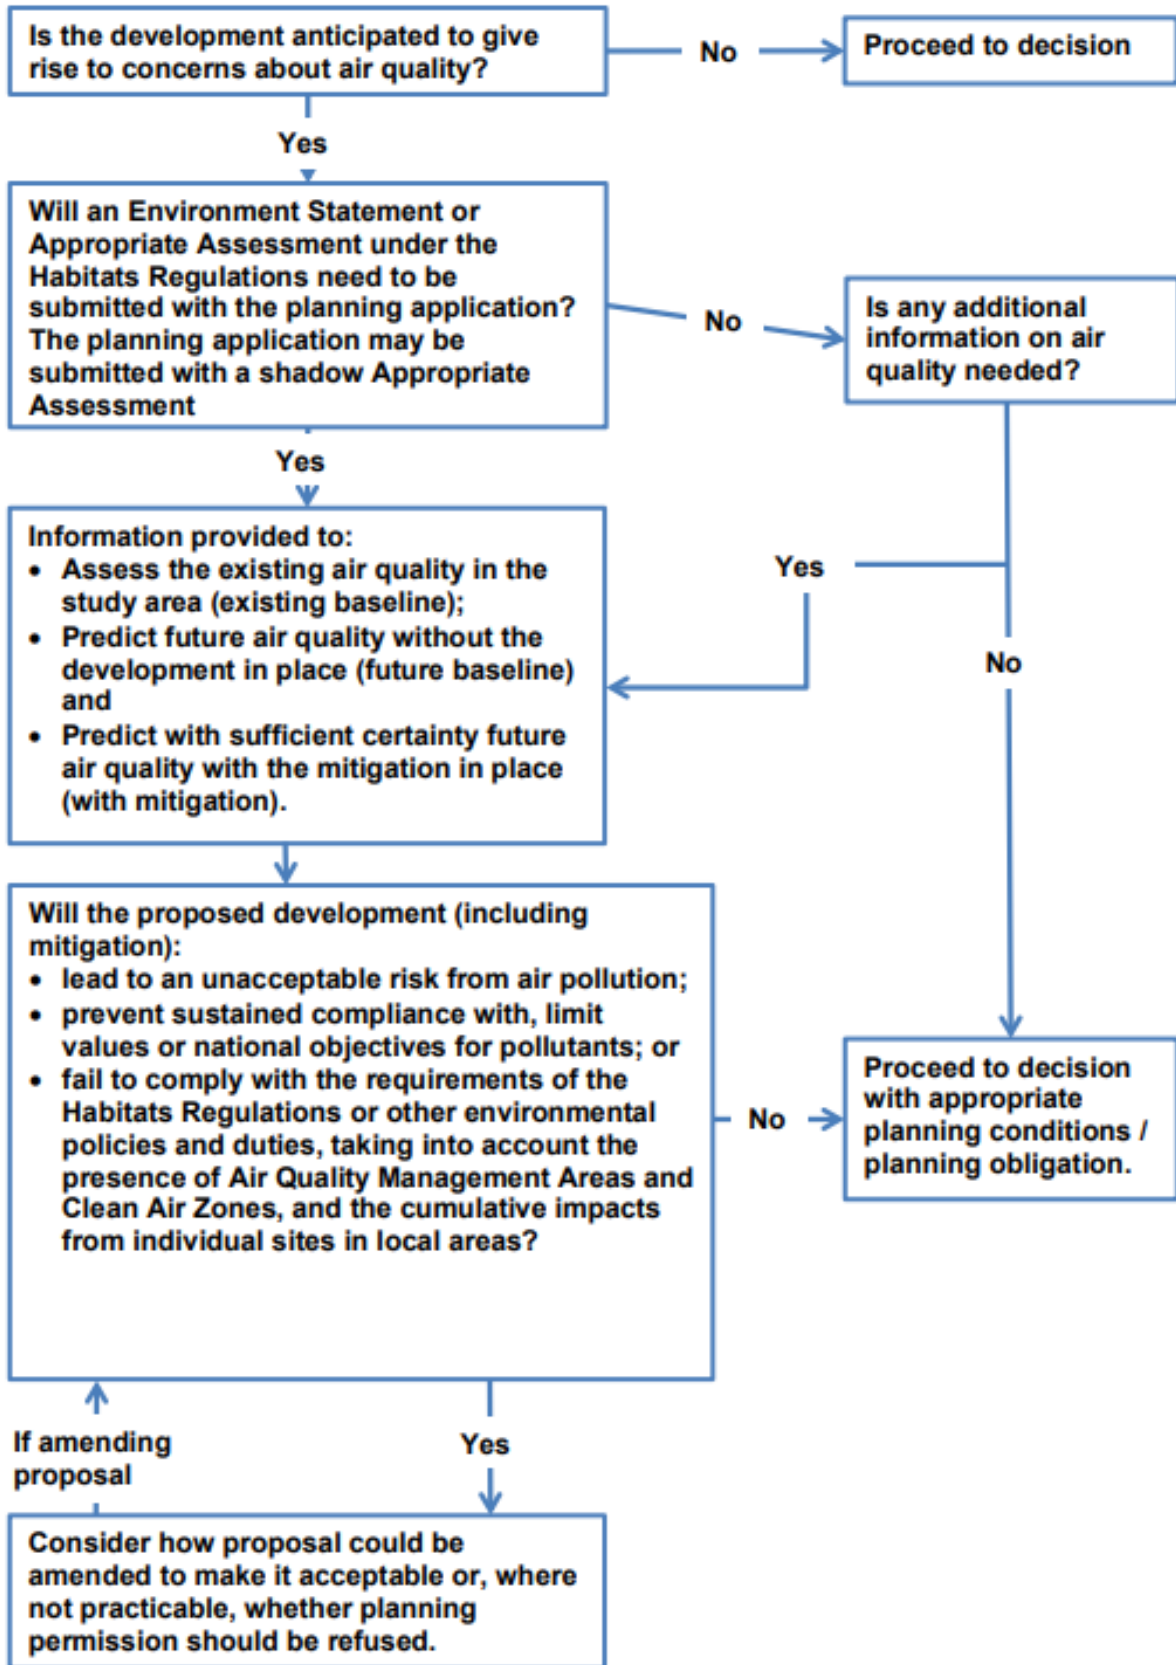 Is the development anticipated to give
rise to concerns about air quality?
No
Proceed to decision
Yes
Will an Environment Statement or
Appropriate Assessment under the
Habitats Regulations need to be
submitted with the planning application?
The planning application may be
submitted with a shadow Appropriate
Assessment
No
Is any additional
information on air
quality needed?
Yes
Information provided to:
• Assess the existing air quality in the
study area (existing baseline);
• Predict future air quality without the
development in place (future baseline)
and
• Predict with sufficient certainty future
air quality with the mitigation in place
(with mitigation).
Yes
No
Will the proposed development (including
mitigation):
• lead to an unacceptable risk from air pollution;
• prevent sustained compliance with, limit
values or national objectives for pollutants; or
• fail to comply with the requirements of the
Habitats Regulations or other environmental
policies and duties, taking into account the
presence of Air Quality Management Areas and
Clean Air Zones, and the cumulative impacts
from individual sites in local areas?
No
Proceed to decision
with appropriate
planning conditions /
planning obligation.
If amending
proposal
Yes
Consider how proposal could be
amended to make it acceptable or, where
not practicable, whether planning
permission should be refused.